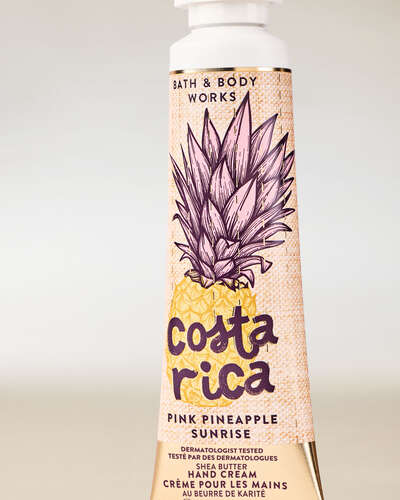 BATH & BODY
WORKS
costa
rica
PINK PINEAPPLE
SUNRISE
DERMATOLOGIST TESTED
TESTÉ PAR DES DERMATOLOGUES
SHEA BUTTER
HAND CREAM
CRÈME POUR LES MAINS
AU BEURRE DE KARITÉ